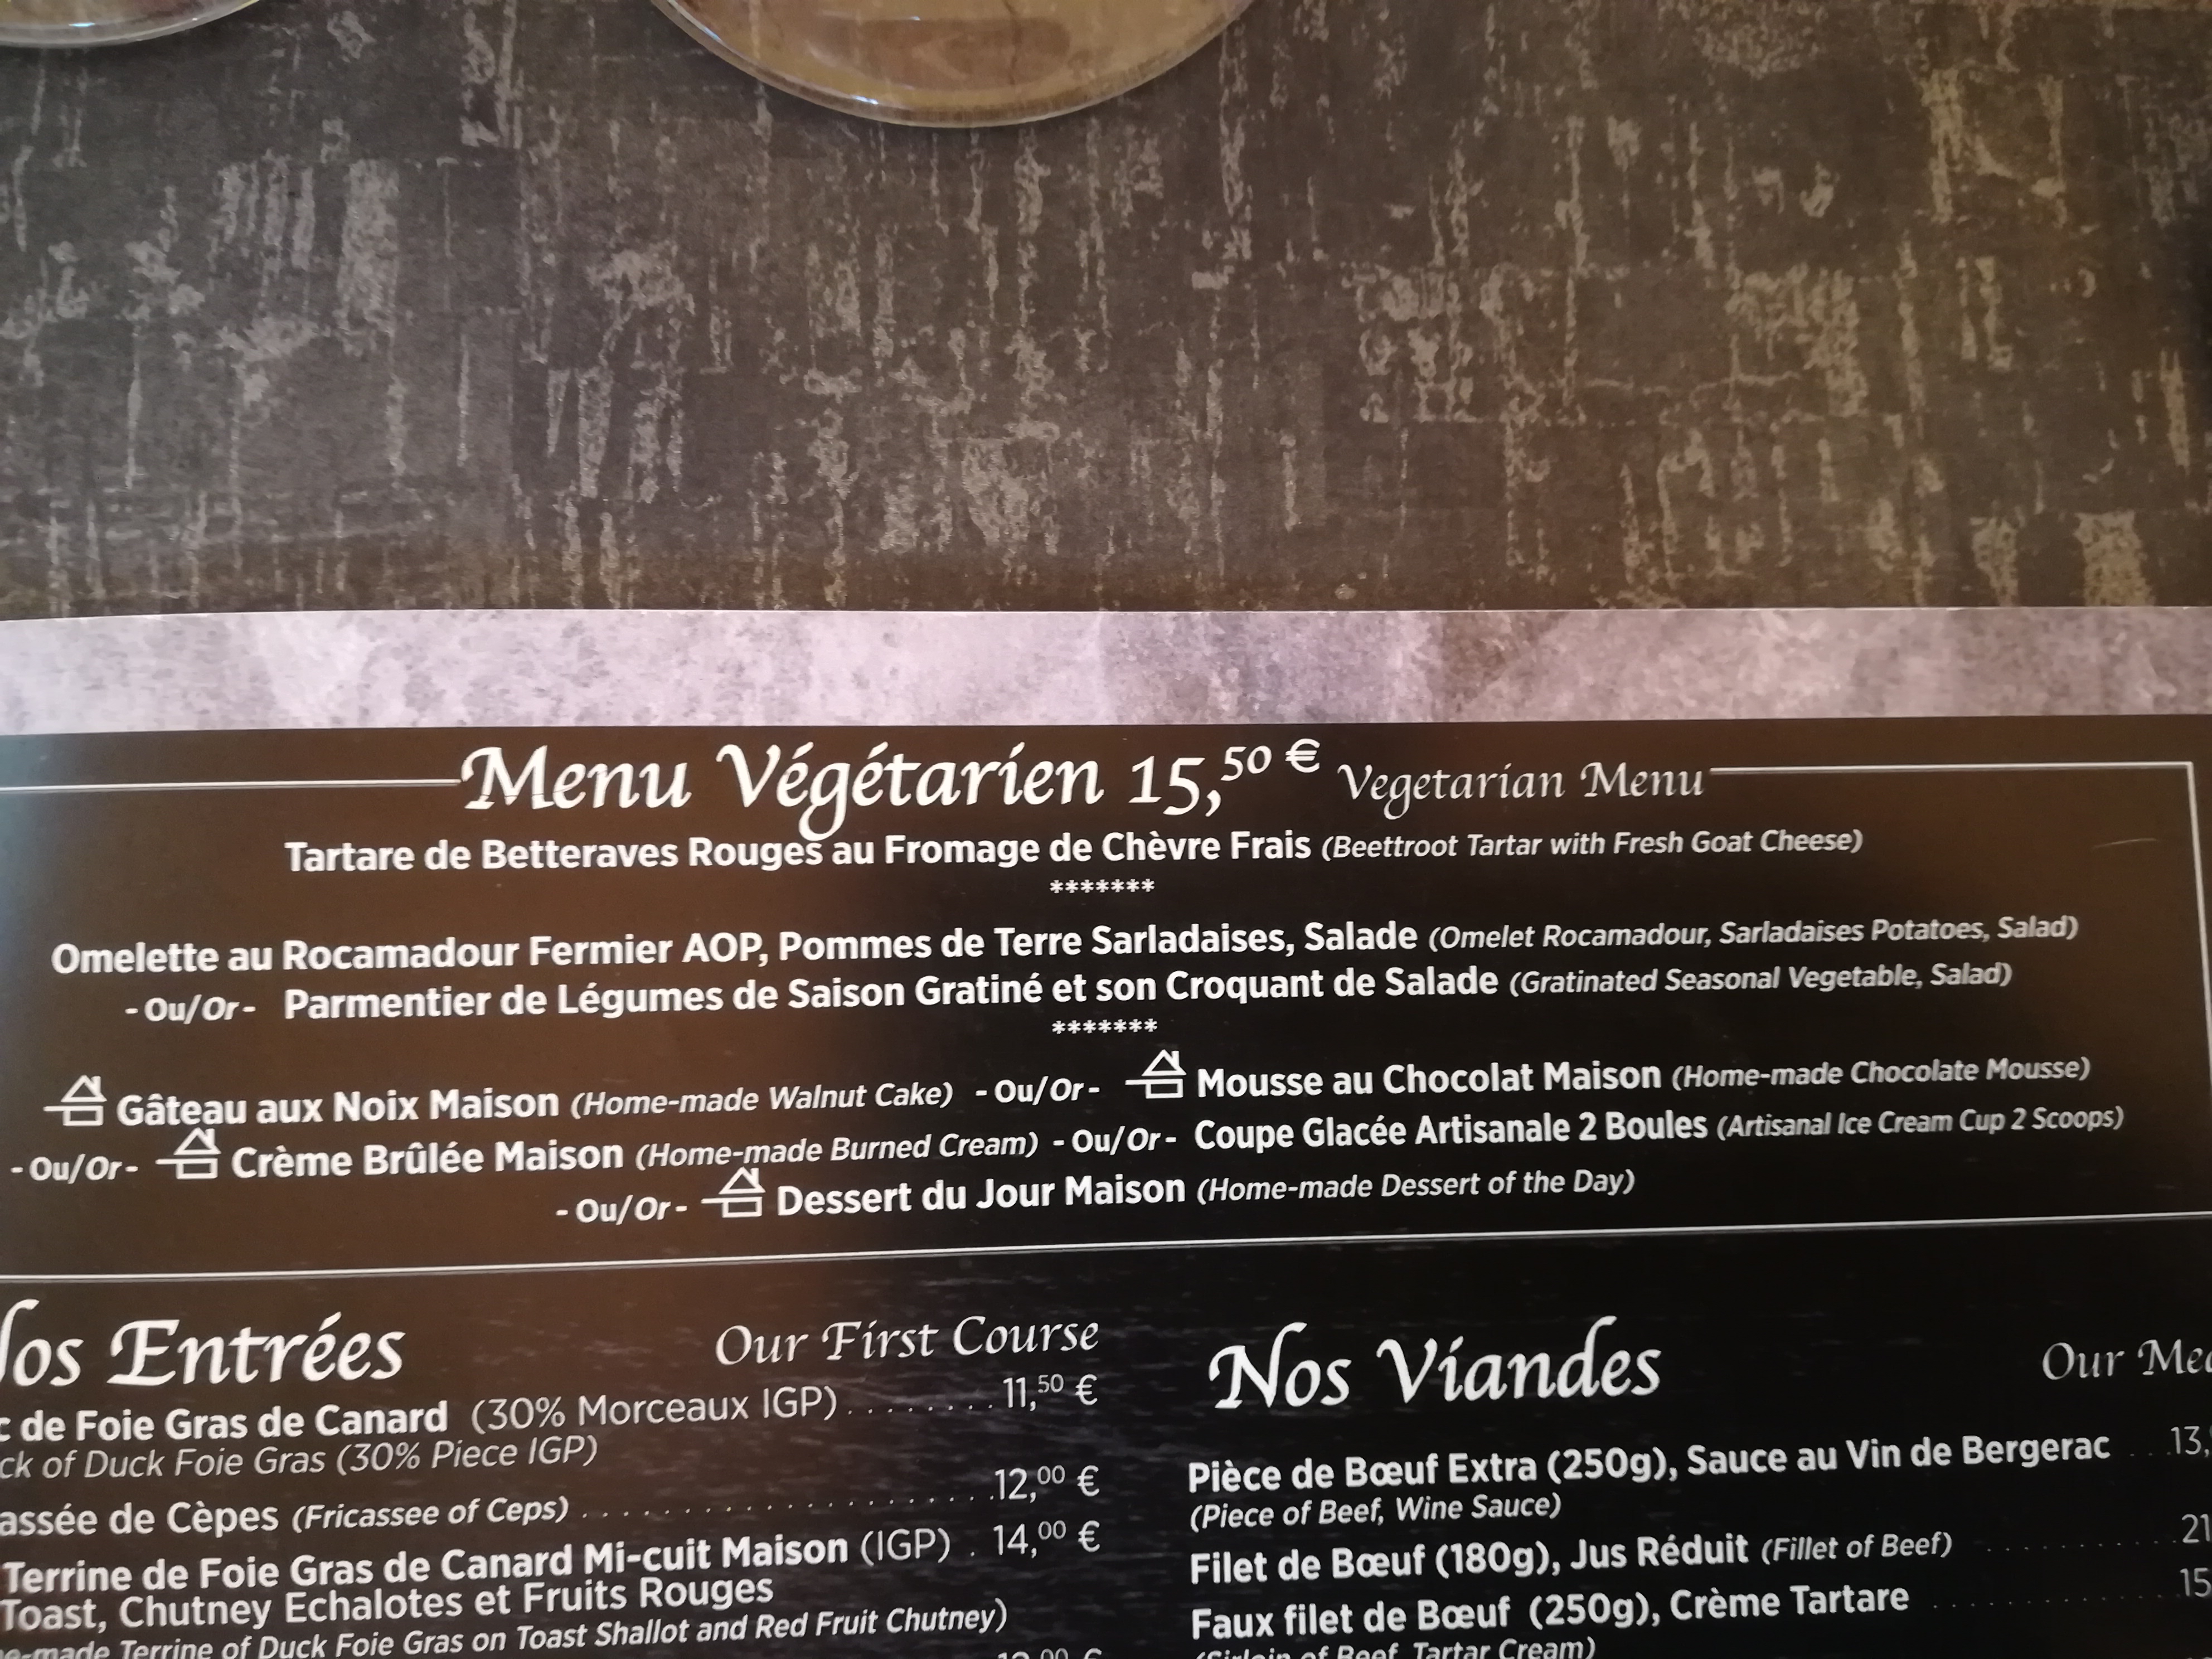 Menu Végétarien 15,50 € Vegetarian Menu
Tartare de Betteraves Rouges au Fromage de Chèvre Frais (Beettroot Tartar with Fresh Goat Cheese)
*******
Omelette au Rocamadour Fermier AOP, Pommes de Terre Sarladaises, Salade (Omelet Rocamadour, Sarladaises Potatoes, Salad)
- Ou/Or - Parmentier de Légumes de Saison Gratiné et son Croquant de Salade (Gratinated Seasonal Vegetable, Salad)
*******
Gâteau aux Noix Maison (Home-made Walnut Cake) - Ou/Or - Mousse au Chocolat Maison (Home-made Chocolate Mousse)
- Ou/Or - Crème Brûlée Maison (Home-made Burned Cream) - Ou/Or - Coupe Glacée Artisanale 2 Boules (Artisanal Ice Cream Cup 2 Scoops)
- Ou/Or - Dessert du Jour Maison (Home-made Dessert of the Day)
Entrées Our First Course
de Foie Gras de Canard (30% Morceaux IGP) ........ 11,50 €
of Duck Foie Gras (30% Piece IGP)
de Cèpes (Fricassee of Ceps) .................... 12,00 €
Terrine de Foie Gras de Canard Mi-cuit Maison (IGP) . 14,00 €
Toast, Chutney Echalotes et Fruits Rouges
Terrine of Duck Foie Gras on Toast Shallot and Red Fruit Chutney)
Nos Viandes Our
Pièce de Bœuf Extra (250g), Sauce au Vin de Bergerac ... 13,
(Piece of Beef, Wine Sauce)
Filet de Bœuf (180g), Jus Réduit (Fillet of Beef) .......... 21
Faux filet de Bœuf (250g), Crème Tartare ............. 15
(Sirloin of Beef, Tartar Cream)